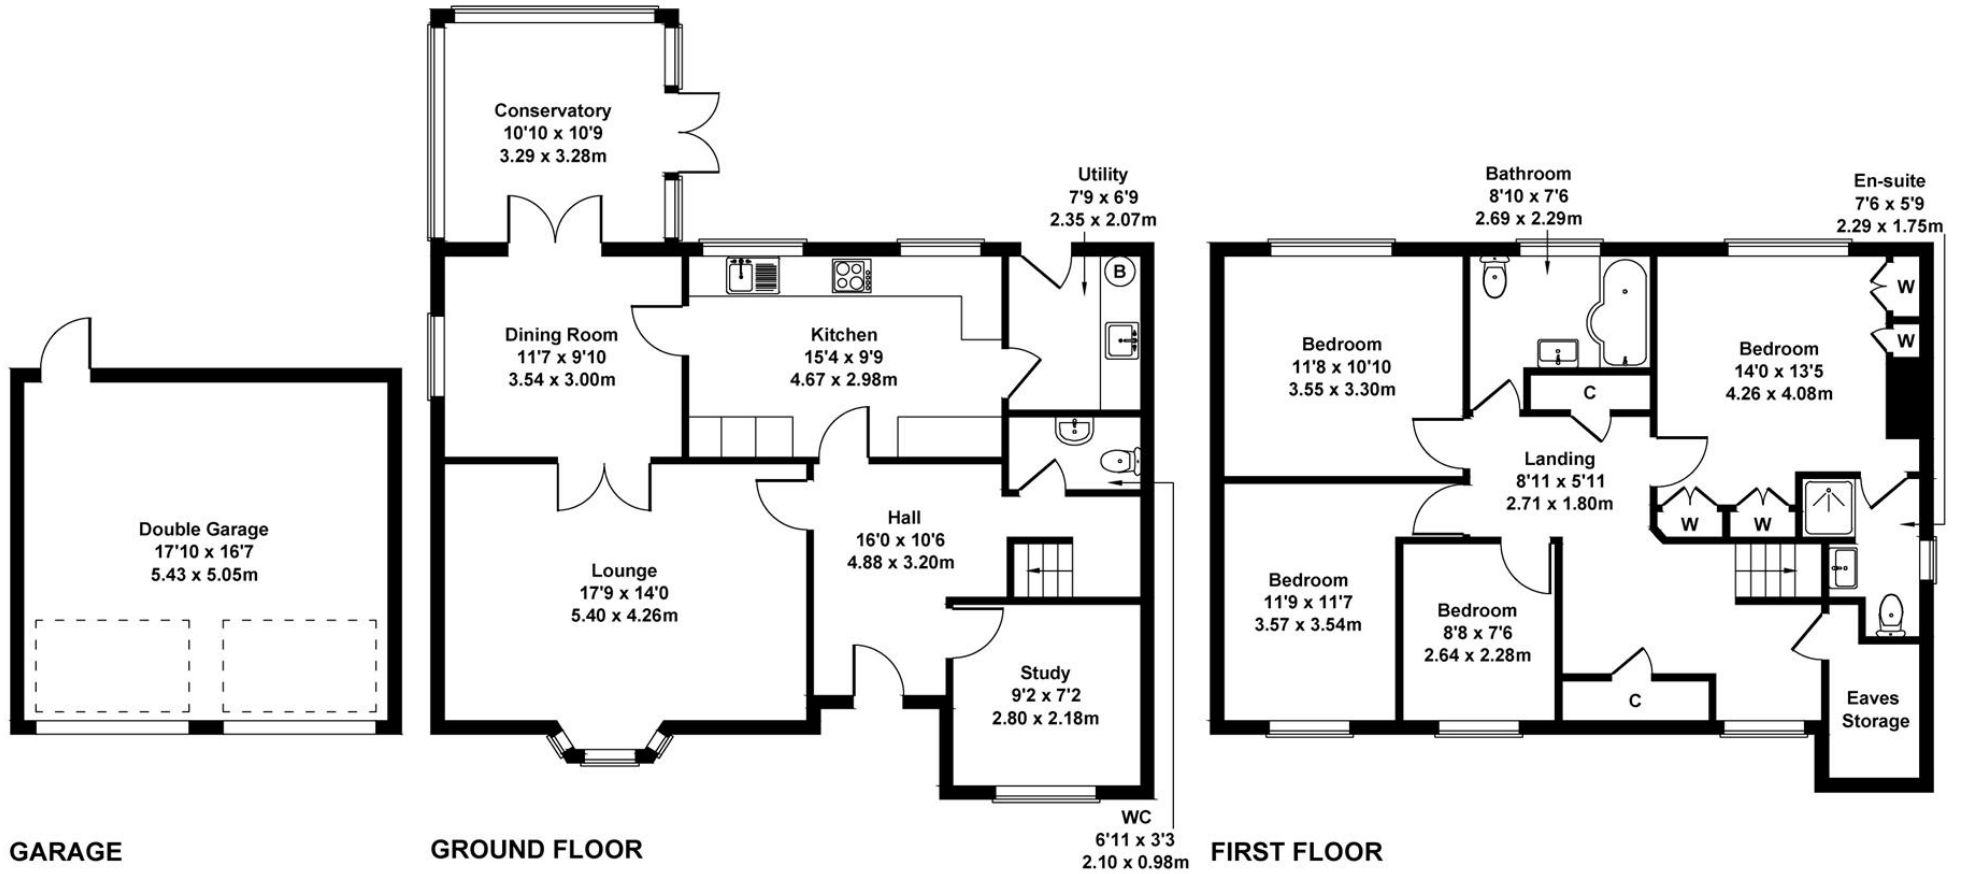 Conservatory
10'10 x 10'9
3.29 x 3.28m
Utility
7'9 x 6'9
2.35 x 2.07m
Bathroom
8'10 x 7'6
2.69 x 2.29m
En-suite
7'6 x 5'9
2.29 x 1.75m
B
Dining Room
11'7 x 9'10
3.54 x 3.00m
Kitchen
15'4 x 9'9
4.67 x 2.98m
Bedroom
11'8 x 10'10
3.55 x 3.30m
C
Bedroom
14'0 x 13'5
4.26 x 4.08m
W
W
Landing
8'11 x 5'11
2.71 x 1.80m
W
W
Double Garage
17'10 x 16'7
5.43 x 5.05m
Lounge
17'9 x 14'0
5.40 x 4.26m
Hall
16'0 x 10'6
4.88 x 3.20m
Study
9'2 x 7'2
2.80 x 2.18m
Bedroom
11'9 x 11'7
3.57 x 3.54m
Bedroom
8'8 x 7'6
2.64 x 2.28m
C
Eaves
Storage
WC
6'11 x 3'3
2.10 x 0.98m
GARAGE
GROUND FLOOR
FIRST FLOOR